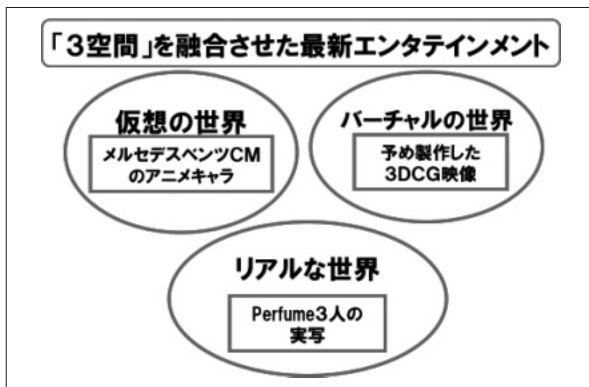 「３空間」を融合させた最新エンタテインメント
仮想の世界
メルセデスベンツCM
のアニメキャラ
バーチャルの世界
予め製作した
3DCG映像
リアルな世界
Perfume3人の
実写